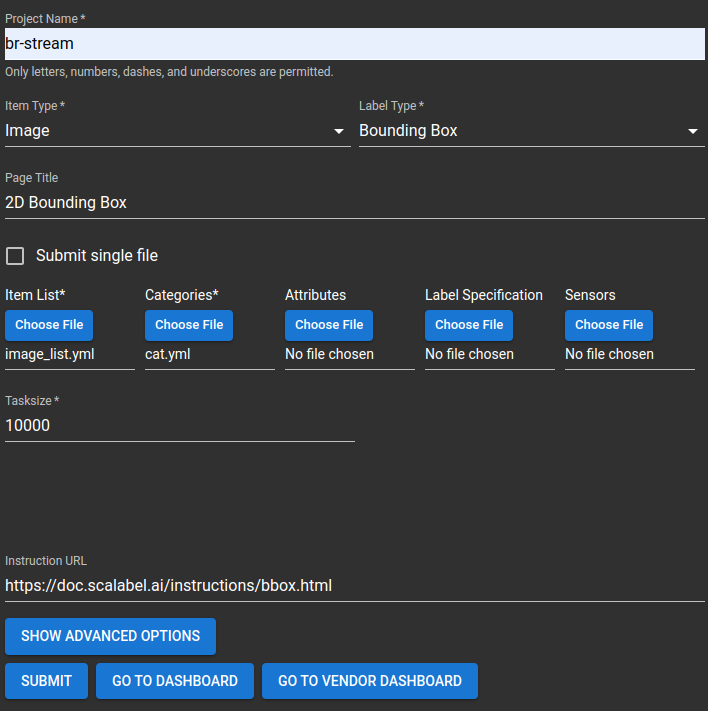 Project Name *
br-stream
Only letters, numbers, dashes, and underscores are permitted.
Item Type * Label Type *
Image Bounding Box
Page Title
2D Bounding Box
Submit single file
Item List* Categories* Attributes Label Specification Sensors
Choose File Choose File Choose File Choose File Choose File
image_list.yml cat.yml No file chosen No file chosen No file chosen
Tasksize *
10000
Instruction URL
https://doc.scalabel.ai/instructions/bbox.html
SHOW ADVANCED OPTIONS
SUBMIT GO TO DASHBOARD GO TO VENDOR DASHBOARD